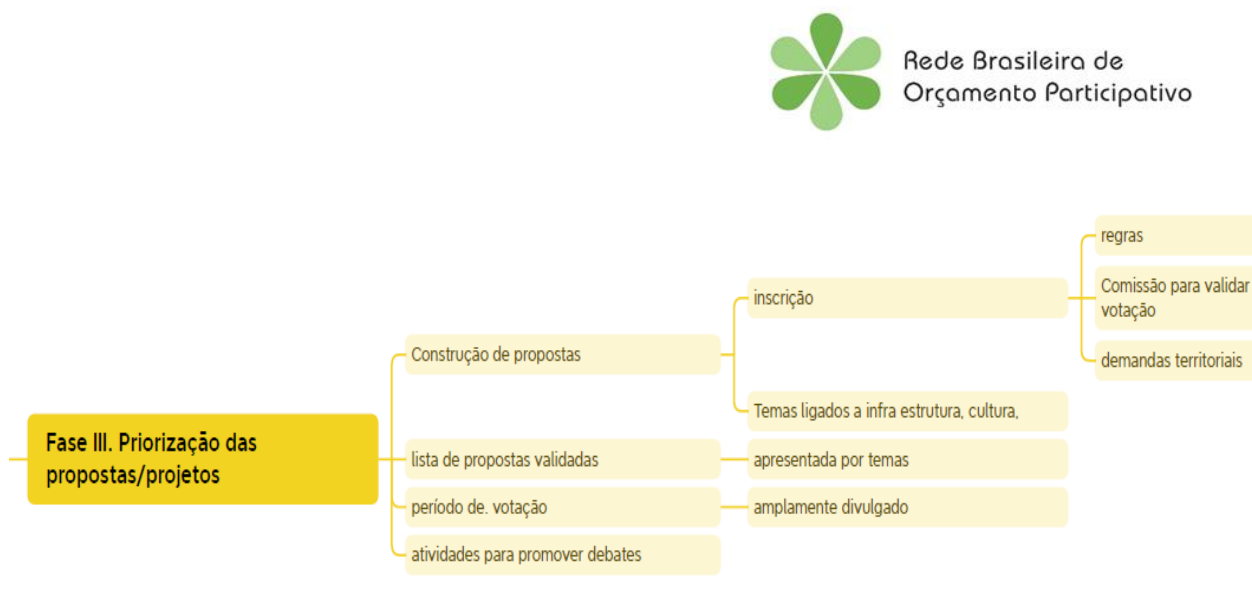 Rede Brasileira de
Orçamento Participativo
regras
inscrição
Comissão para validar
votação
Construção de propostas
demandas territoriais
Temas ligados a infra estrutura, cultura,
Fase III. Priorização das
propostas/projetos
lista de propostas validadas
apresentada por temas
período de. votação
amplamente divulgado
atividades para promover debates